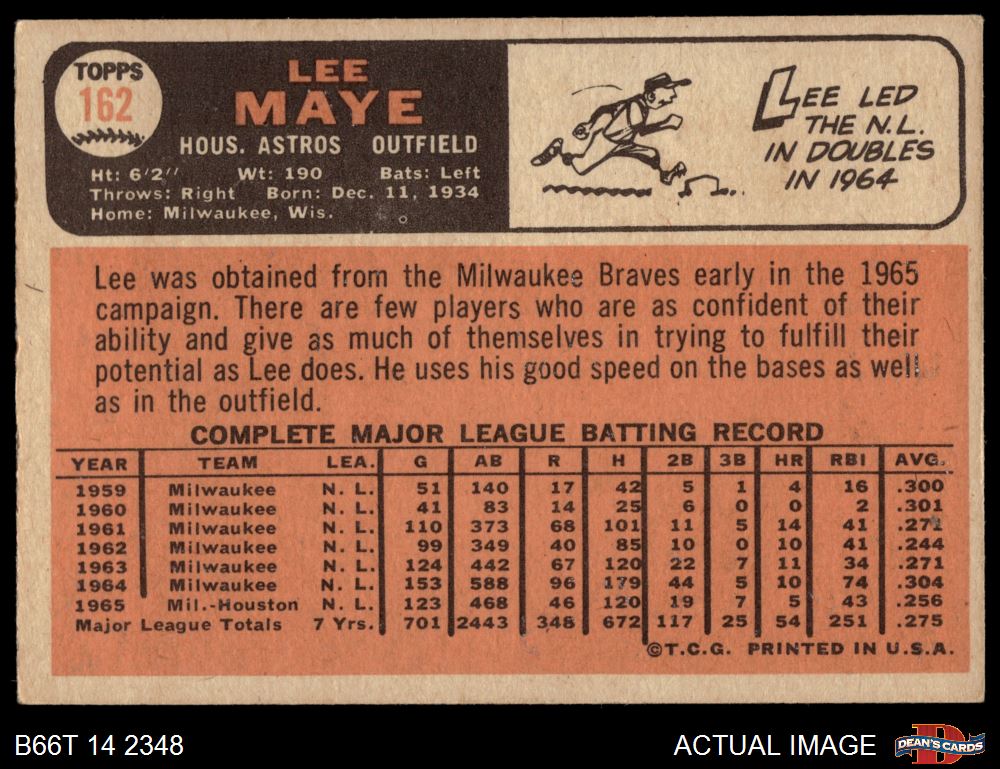 TOPPS
162
LEE
MAYE
HOUS. ASTROS OUTFIELD
Ht: 6'2" Wt: 190 Bats: Left
Throws: Right Born: Dec. 11, 1934
Home: Milwaukee, Wis.
LEE LED
THE N.L.
IN DOUBLES
IN 1964
Lee was obtained from the Milwaukee Braves early in the 1965
campaign. There are few players who are as confident of their
ability and give as much of themselves in trying to fulfill their
potential as Lee does. He uses his good speed on the bases as well
as in the outfield.
COMPLETE MAJOR LEAGUE BATTING RECORD
YEAR TEAM LEA. G AB R H 2B 3B HR RBI AVG.
1959 Milwaukee N. L. 51 140 17 42 5 1 4 16 .300
1960 Milwaukee N. L. 41 83 14 25 6 0 0 2 .301
1961 Milwaukee N. L. 110 373 68 101 11 5 14 41 .271
1962 Milwaukee N. L. 99 349 40 85 10 0 10 41 .244
1963 Milwaukee N. L. 124 442 67 120 22 7 11 34 .271
1964 Milwaukee N. L. 153 588 96 179 44 5 10 74 .304
1965 Mil.-Houston N. L. 123 468 46 120 19 7 5 43 .256
Major League Totals 7 Yrs. 701 2443 348 672 117 25 54 251 .275
©T.C.G. PRINTED IN U.S.A.
B66T 14 2348
ACTUAL IMAGE
D
DEAN'S CARDS